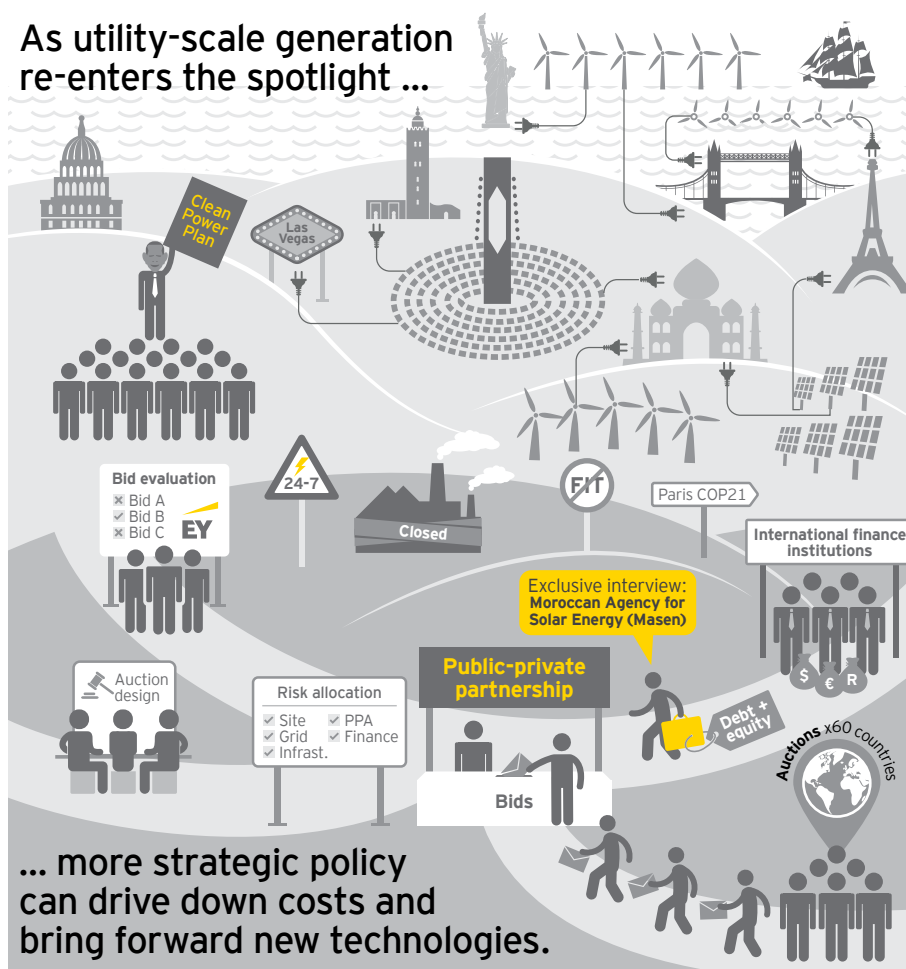 As utility-scale generation
re-enters the spotlight ...
Clean
Power
Plan
Las
Vegas
Bid evaluation
Bid A
Bid B
Bid C
EY
24-7
Closed
FIT
Paris COP21
International finance
institutions
Exclusive interview:
Moroccan Agency for
Solar Energy (Masen)
$
€
R
Auction
design
Risk allocation
Site
PPA
Grid
Finance
Infrast.
Public-private
partnership
Bids
Debt +
equity
Auctions x60 countries
... more strategic policy
can drive down costs and
bring forward new technologies.